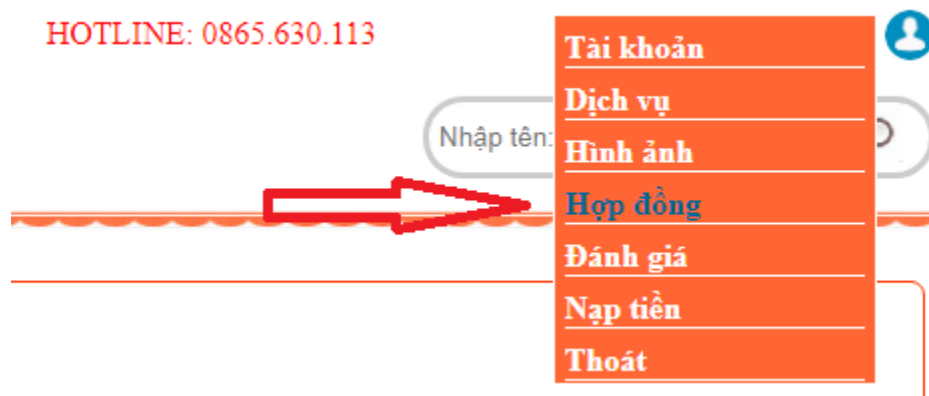 HOTLINE: 0865.630.113
Tài khoản
Dịch vụ
Nhập tên:
Hình ảnh
Hợp đồng
Đánh giá
Nạp tiền
Thoát